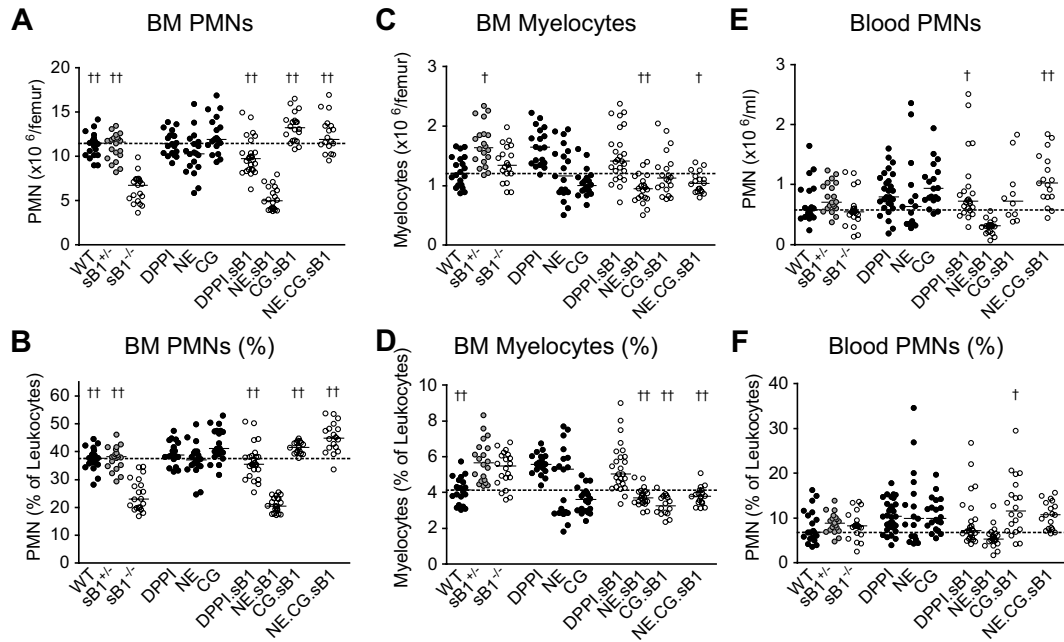 A
BM PMNs
PMN (x10 6/femur)
20
15
10
5
0
†† †† †† †† ††
WT
sB1+/-
sB1-/-
DPPI
NE
CG
DPPI.sB1
NE.sB1
CG.sB1
NE.CG.sB1
C
BM Myelocytes
Myelocytes (x10 6/femur)
3
2
1
0
† †† †
WT
sB1+/-
sB1-/-
DPPI
NE
CG
DPPI.sB1
NE.sB1
CG.sB1
NE.CG.sB1
E
Blood PMNs
PMN (x10 6/ml)
3
2
1
0
† ††
WT
sB1+/-
sB1-/-
DPPI
NE
CG
DPPI.sB1
NE.sB1
CG.sB1
NE.CG.sB1
B
BM PMNs (%)
PMN (% of Leukocytes)
60
50
40
30
20
10
0
†† †† †† †† ††
WT
sB1+/-
sB1-/-
DPPI
NE
CG
DPPI.sB1
NE.sB1
CG.sB1
NE.CG.sB1
D
BM Myelocytes (%)
Myelocytes (% of Leukocytes)
10
8
6
4
2
0
†† †† †† ††
WT
sB1+/-
sB1-/-
DPPI
NE
CG
DPPI.sB1
NE.sB1
CG.sB1
NE.CG.sB1
F
Blood PMNs (%)
PMN (% of Leukocytes)
40
30
20
10
0
†
WT
sB1+/-
sB1-/-
DPPI
NE
CG
DPPI.sB1
NE.sB1
CG.sB1
NE.CG.sB1